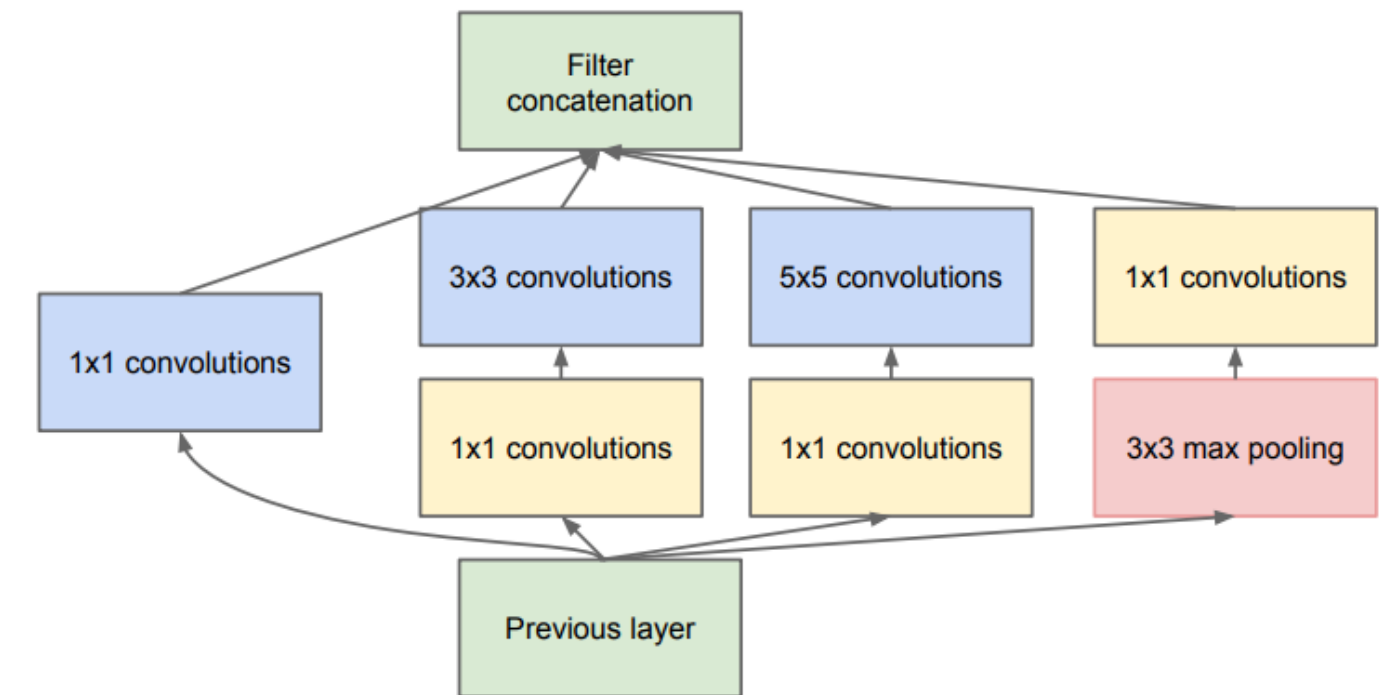 Filter
concatenation
3x3 convolutions
5x5 convolutions
1x1 convolutions
1x1 convolutions
1x1 convolutions
1x1 convolutions
3x3 max pooling
Previous layer